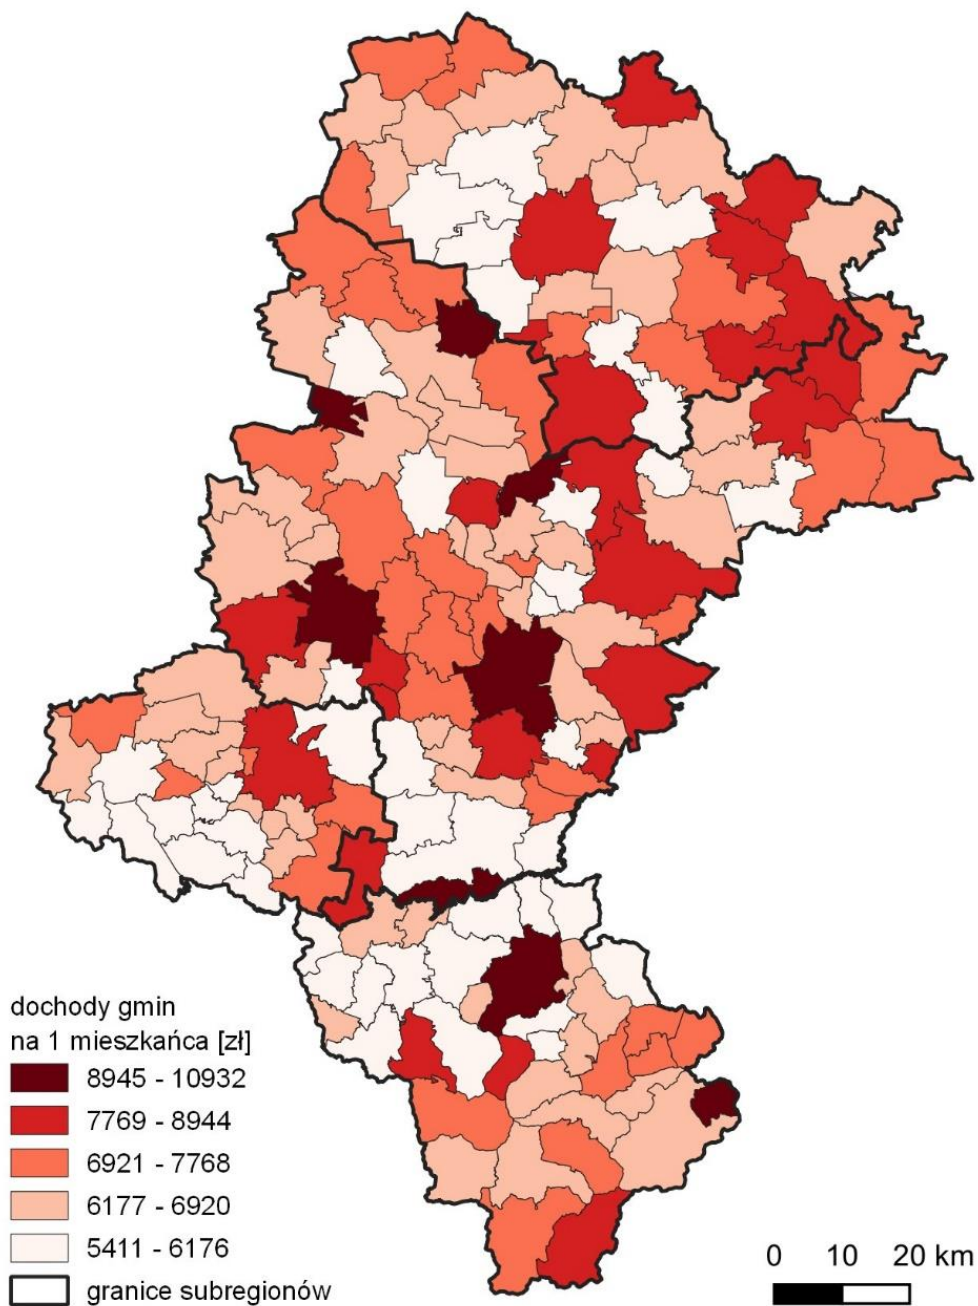 dochody gmin
na 1 mieszkańca [zł]
8945 - 10932
7769 - 8944
6921 - 7768
6177 - 6920
5411 - 6176
granice subregionów
0 10 20 km